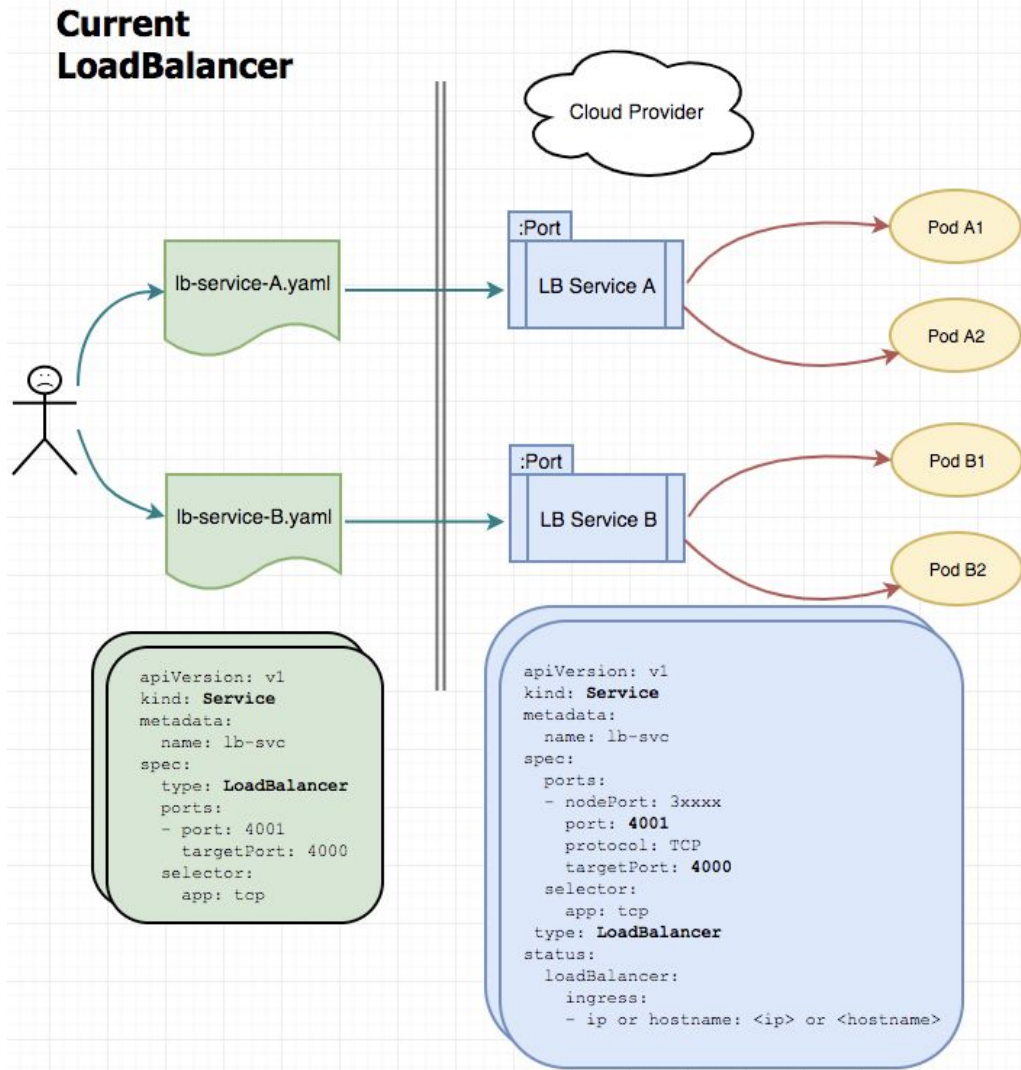 Current
LoadBalancer
Cloud Provider
:Port
lb-service-A.yaml
LB Service A
Pod A1
Pod A2
:Port
lb-service-B.yaml
LB Service B
Pod B1
Pod B2
apiVersion: v1
kind: Service
metadata:
  name: lb-svc
spec:
  type: LoadBalancer
  ports:
  - port: 4001
    targetPort: 4000
  selector:
    app: tcp
apiVersion: v1
kind: Service
metadata:
  name: lb-svc
spec:
  ports:
  - nodePort: 3xxxx
    port: 4001
    protocol: TCP
    targetPort: 4000
  selector:
    app: tcp
 type: LoadBalancer
status:
  loadBalancer:
    ingress:
    - ip or hostname: <ip> or <hostname>